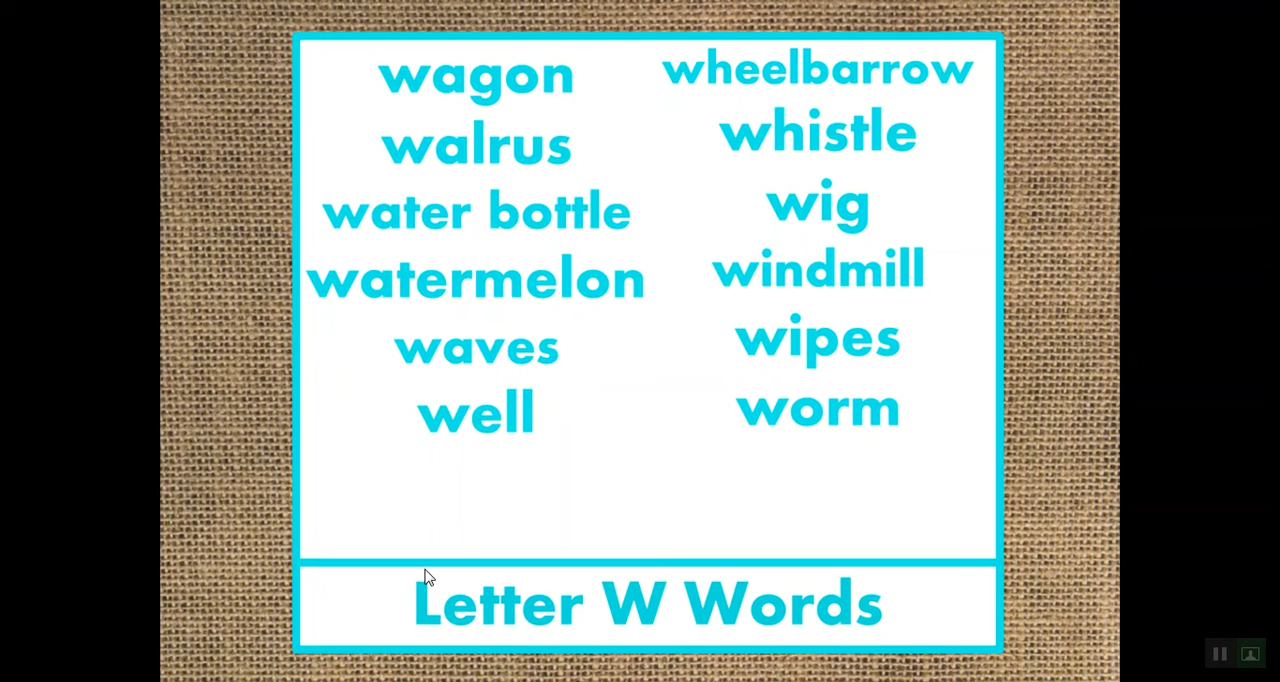 wagon
walrus
water bottle
watermelon
waves
well
wheelbarrow
whistle
wig
windmill
wipes
worm
Letter W Words